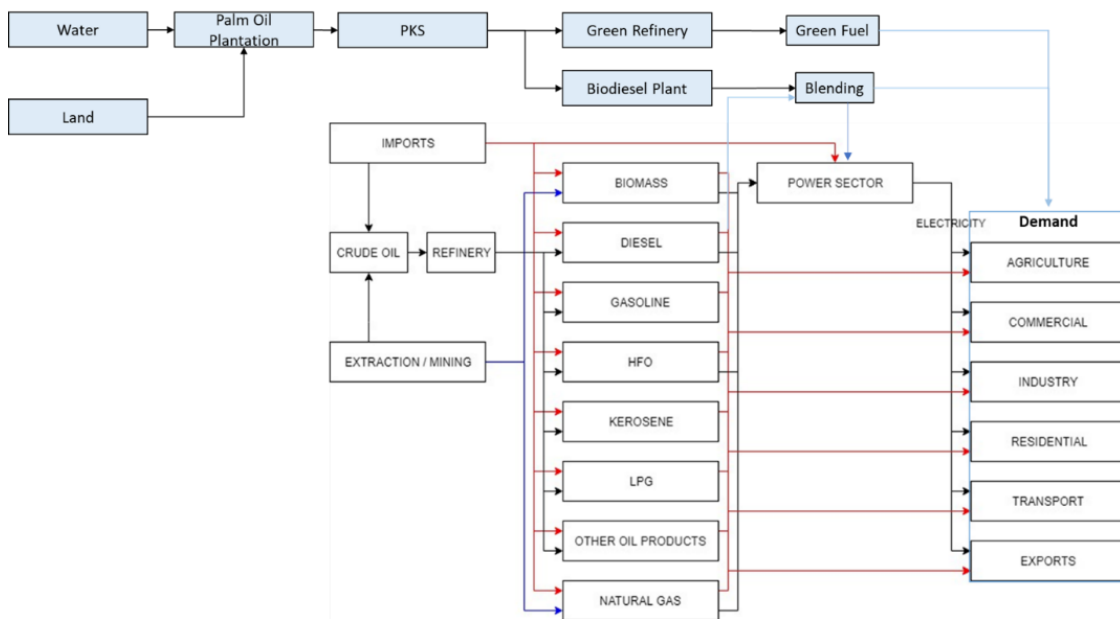 Water
Palm Oil
Plantation
PKS
Green Refinery
Green Fuel
Biodiesel Plant
Blending
Land
IMPORTS
BIOMASS
POWER SECTOR
ELECTRICITY
Demand
CRUDE OIL
REFINERY
DIESEL
AGRICULTURE
GASOLINE
COMMERCIAL
EXTRACTION / MINING
HFO
INDUSTRY
KEROSENE
RESIDENTIAL
LPG
TRANSPORT
OTHER OIL PRODUCTS
EXPORTS
NATURAL GAS